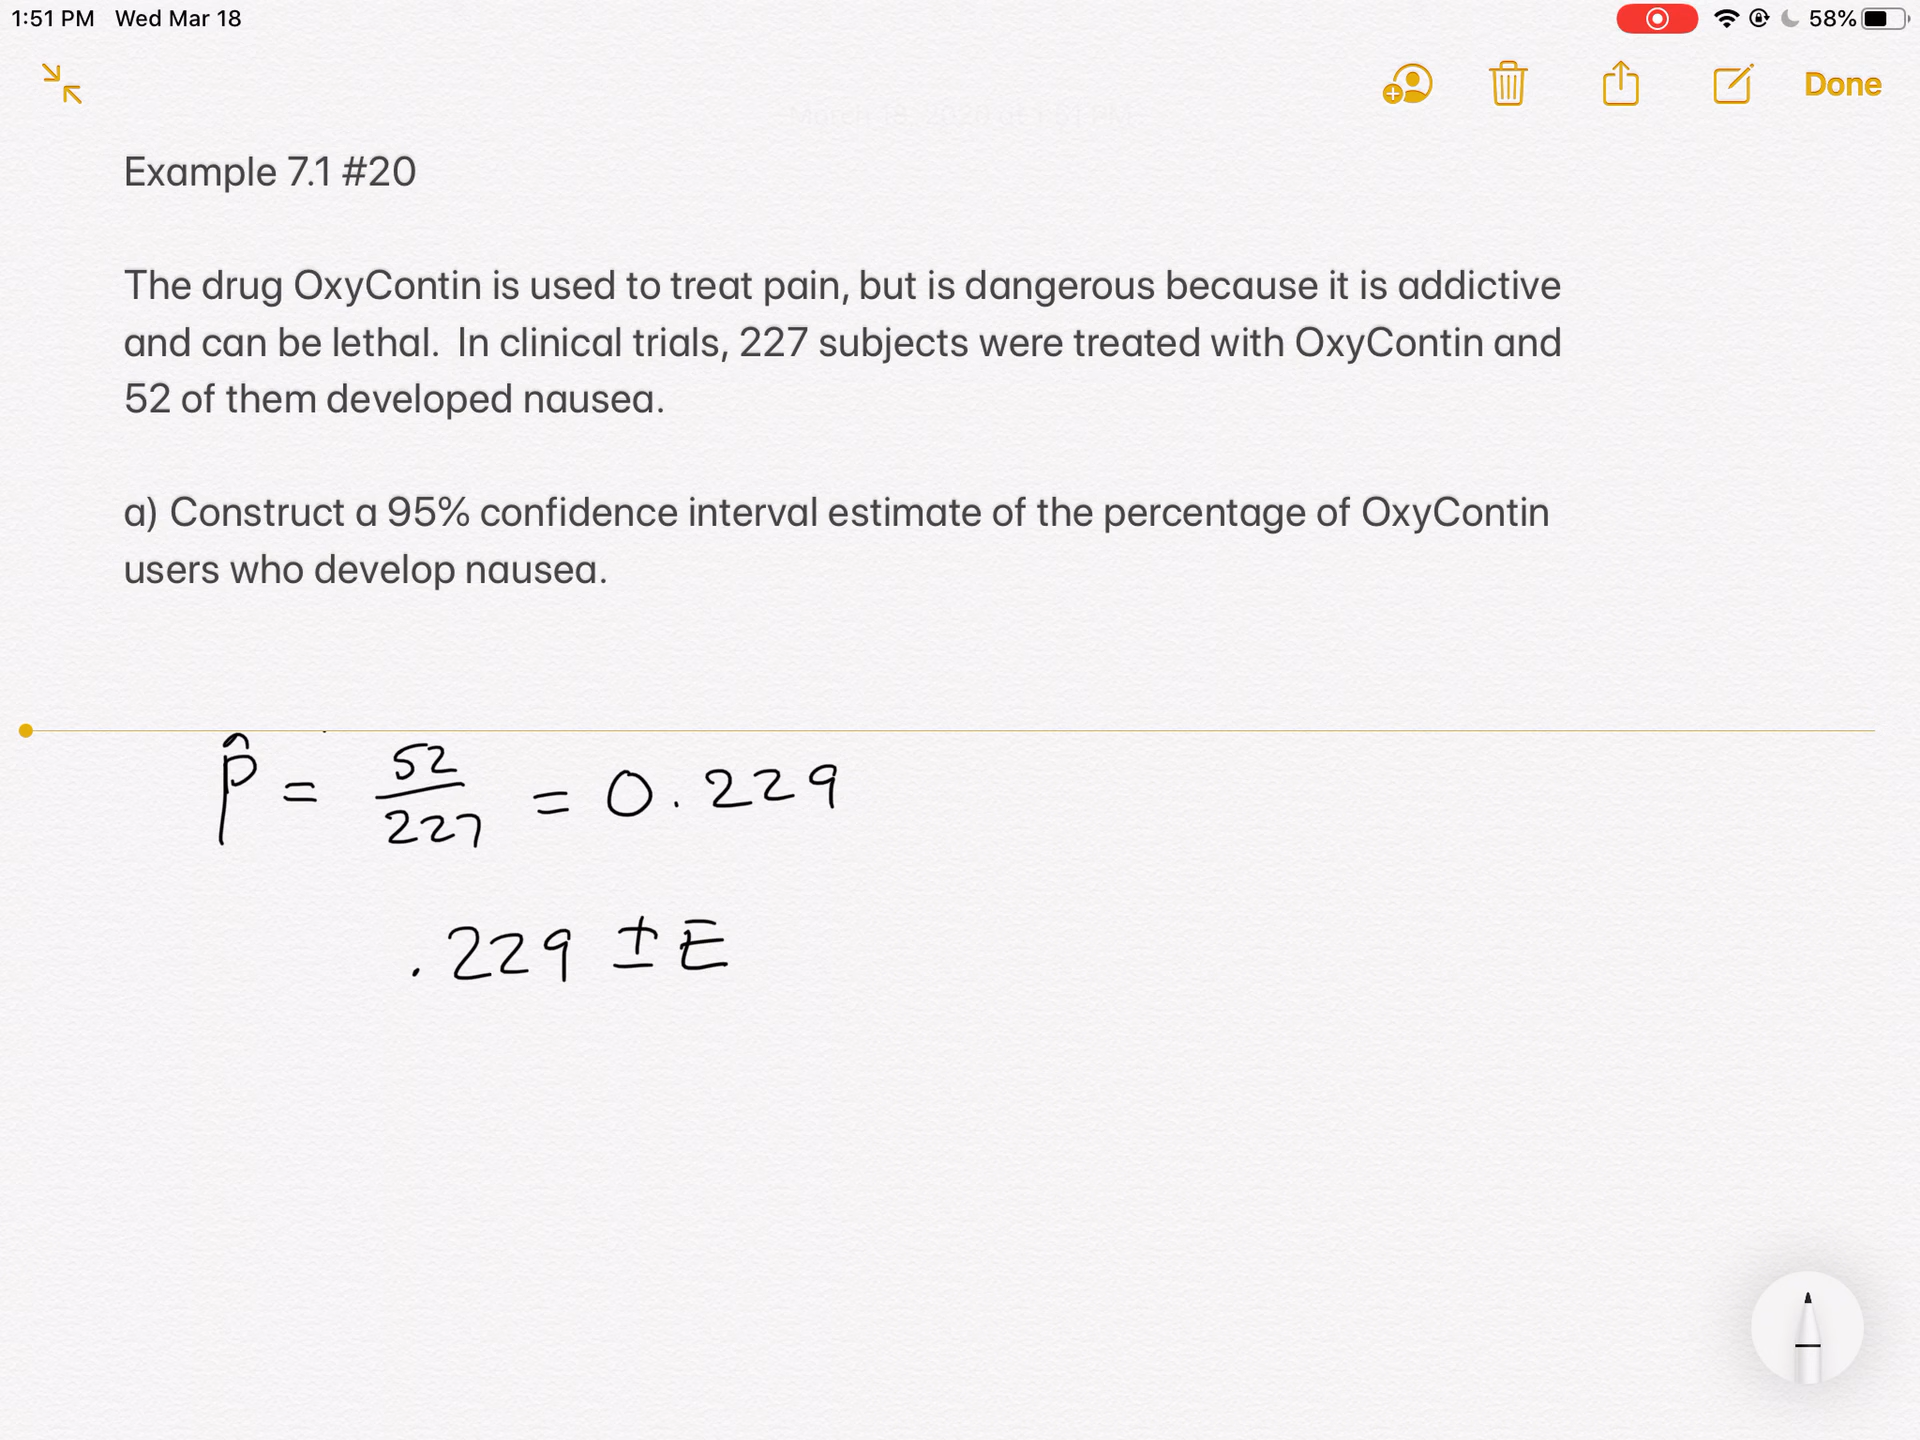 1:51 PM Wed Mar 18
58%
Done
Example 7.1 #20
The drug OxyContin is used to treat pain, but is dangerous because it is addictive
and can be lethal. In clinical trials, 227 subjects were treated with OxyContin and
52 of them developed nausea.
a) Construct a 95% confidence interval estimate of the percentage of OxyContin
users who develop nausea.
p̂ = 52/227 = 0.229
.229 ± E